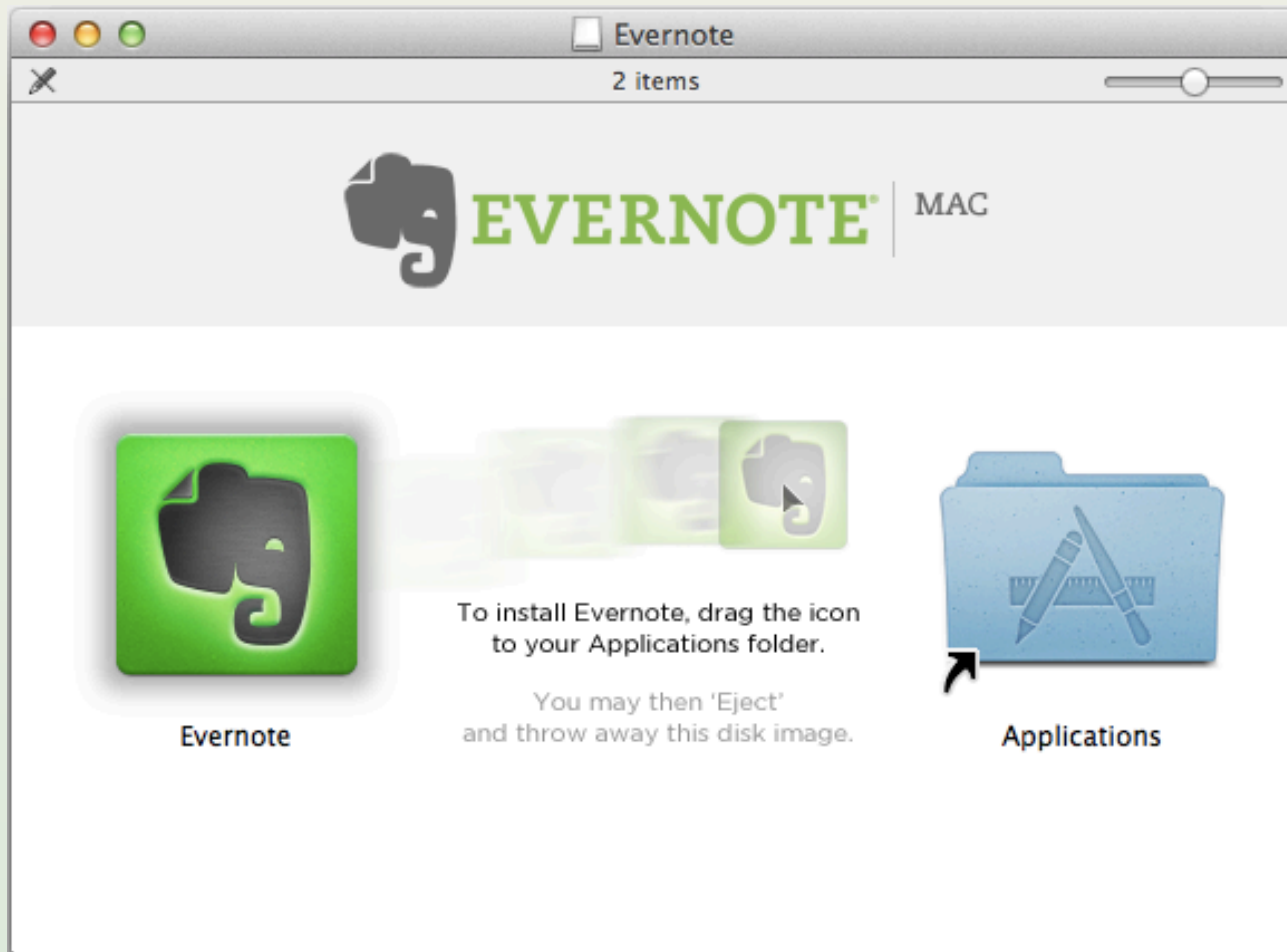 Evernote
2 items
EVERNOTE® MAC
To install Evernote, drag the icon
to your Applications folder.
You may then ‘Eject’
and throw away this disk image.
Evernote
Applications